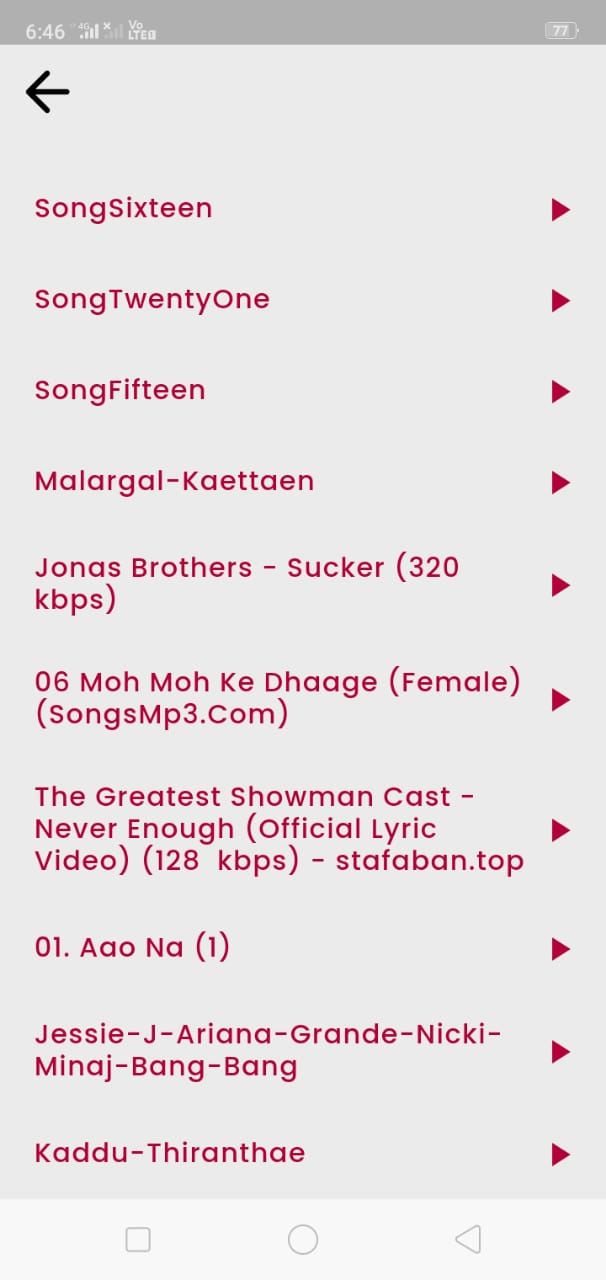 6:46 4G Vo LTE 77
SongSixteen
SongTwentyOne
SongFifteen
Malargal-Kaettaen
Jonas Brothers - Sucker (320
kbps)
06 Moh Moh Ke Dhaage (Female)
(SongsMp3.Com)
The Greatest Showman Cast -
Never Enough (Official Lyric
Video) (128  kbps) - stafaban.top
01. Aao Na (1)
Jessie-J-Ariana-Grande-Nicki-
Minaj-Bang-Bang
Kaddu-Thiranthae